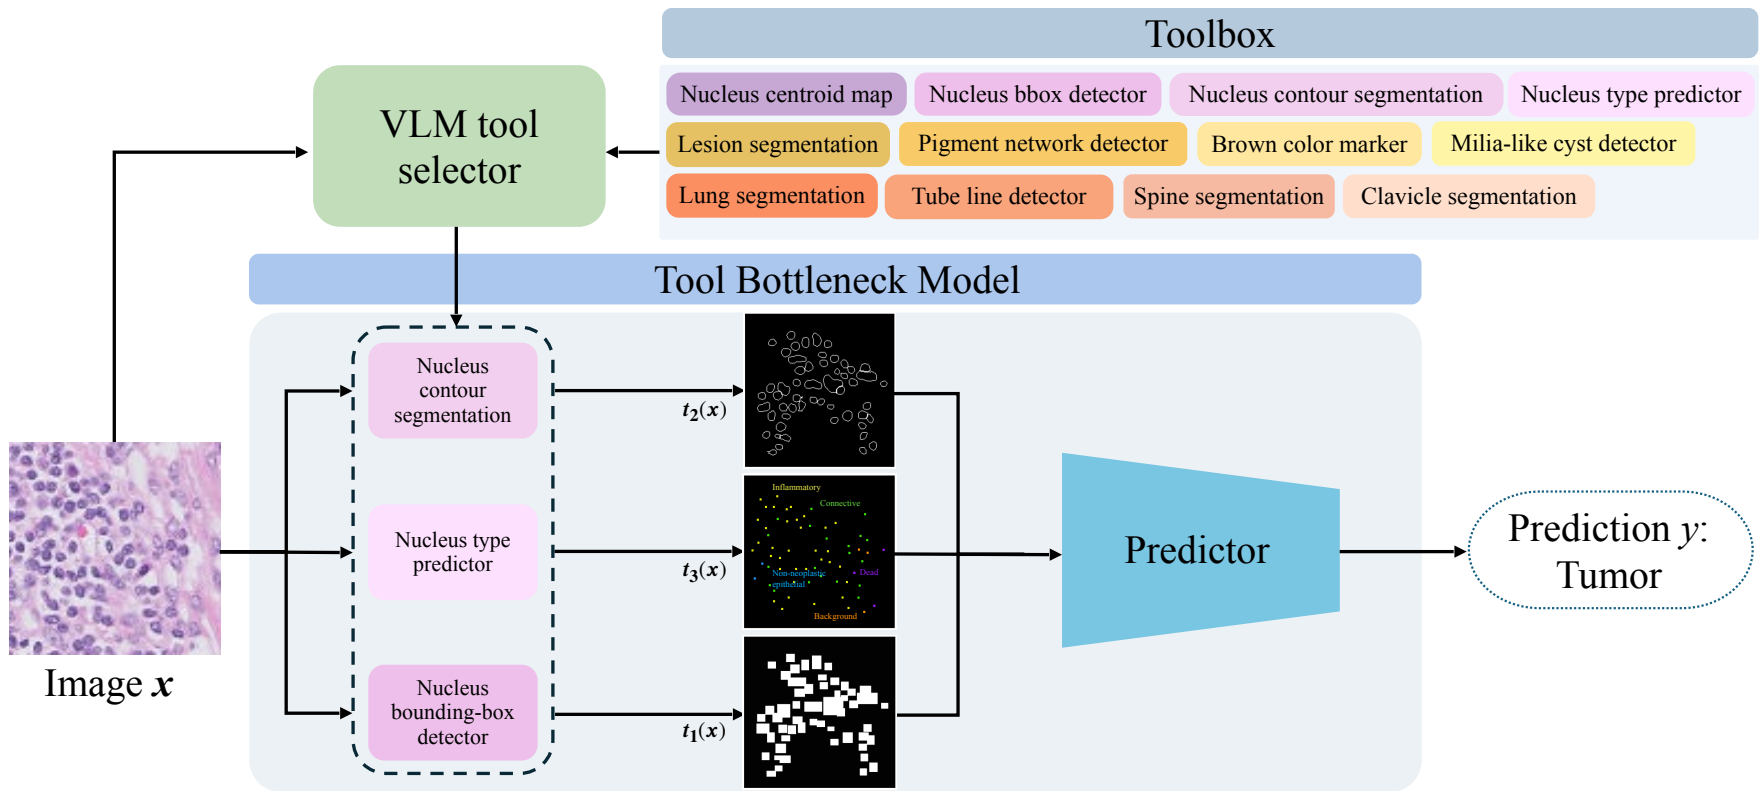 Toolbox
VLM tool
selector
Nucleus centroid map
Nucleus bbox detector
Nucleus contour segmentation
Nucleus type predictor
Lesion segmentation
Pigment network detector
Brown color marker
Milia-like cyst detector
Lung segmentation
Tube line detector
Spine segmentation
Clavicle segmentation
Tool Bottleneck Model
Nucleus
contour
segmentation
t₂(x)
Nucleus type
predictor
t₃(x)
Inflammatory
Connective
Non-neoplastic
epithelial
Dead
Background
Nucleus
bounding-box
detector
t₁(x)
Image x
Predictor
Prediction y:
Tumor